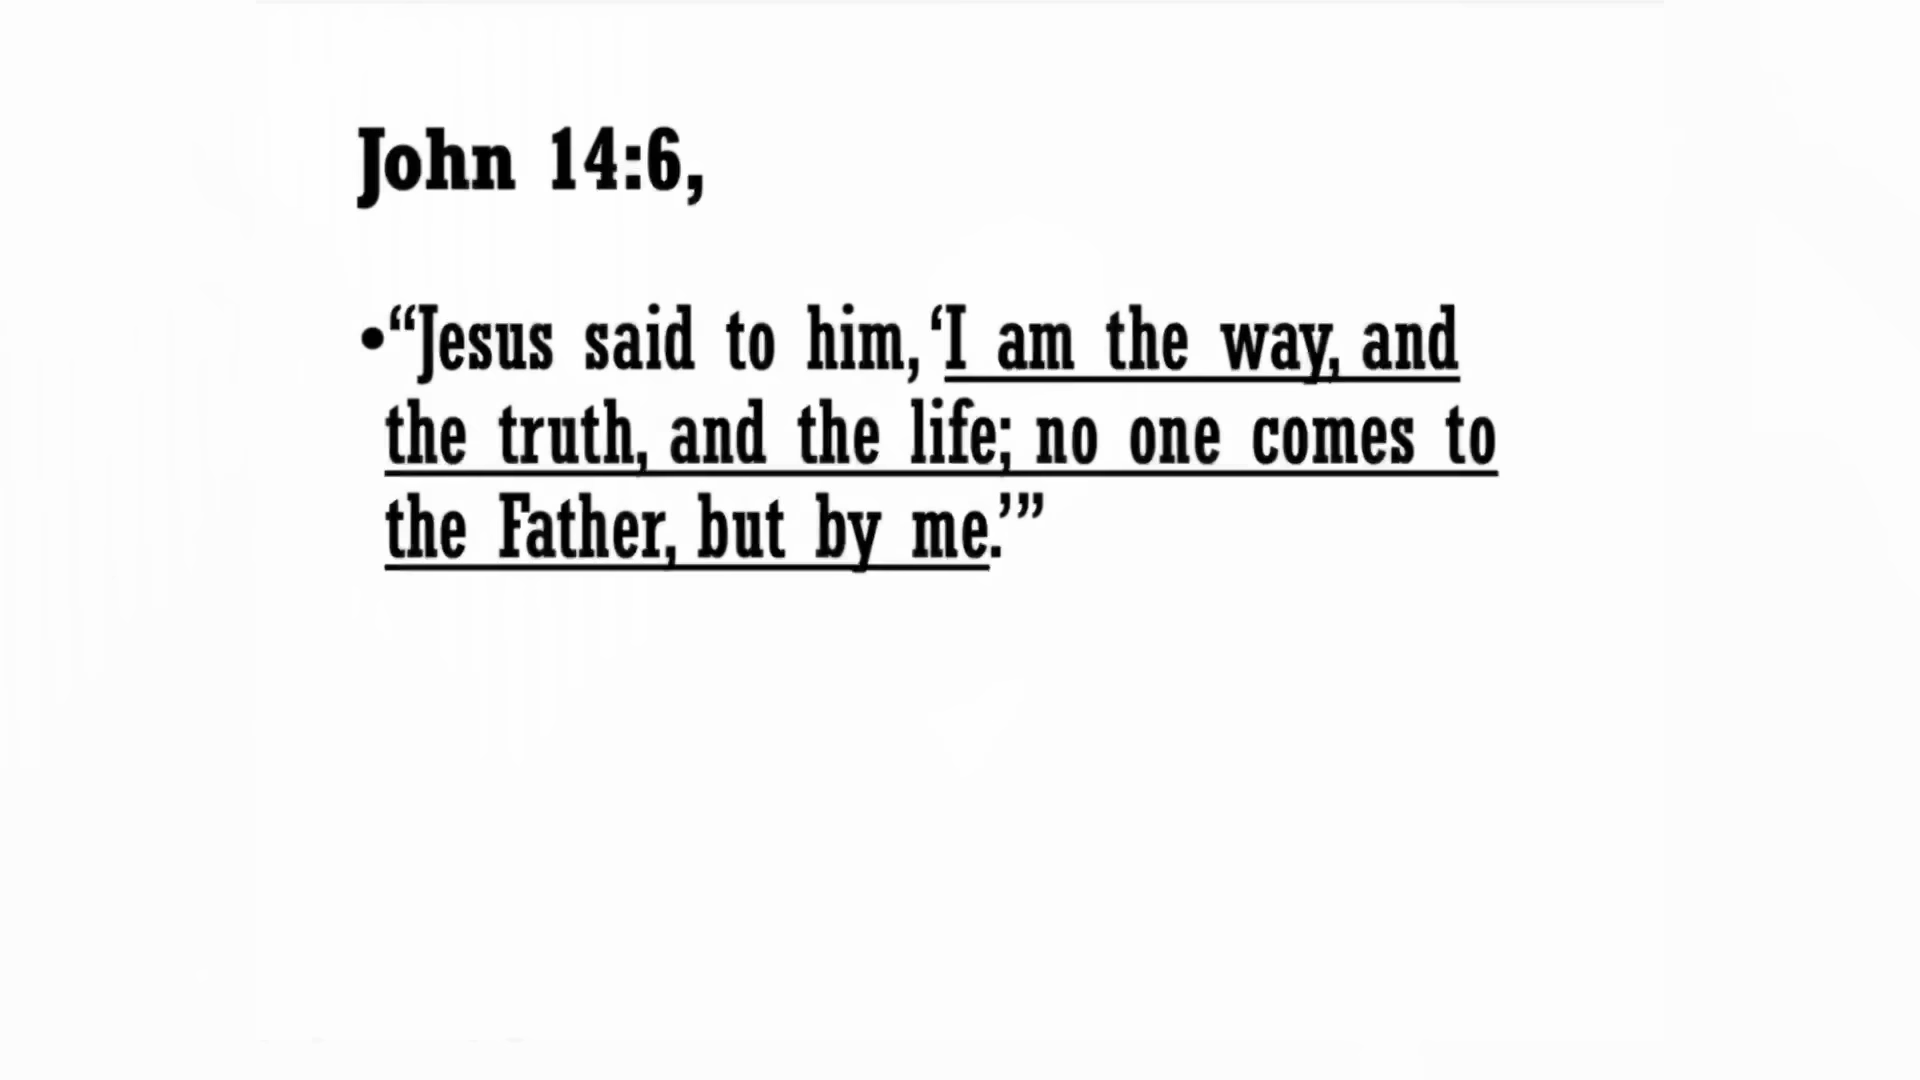 John 14:6,
•“Jesus said to him, ‘I am the way, and
the truth, and the life; no one comes to
the Father, but by me.’”